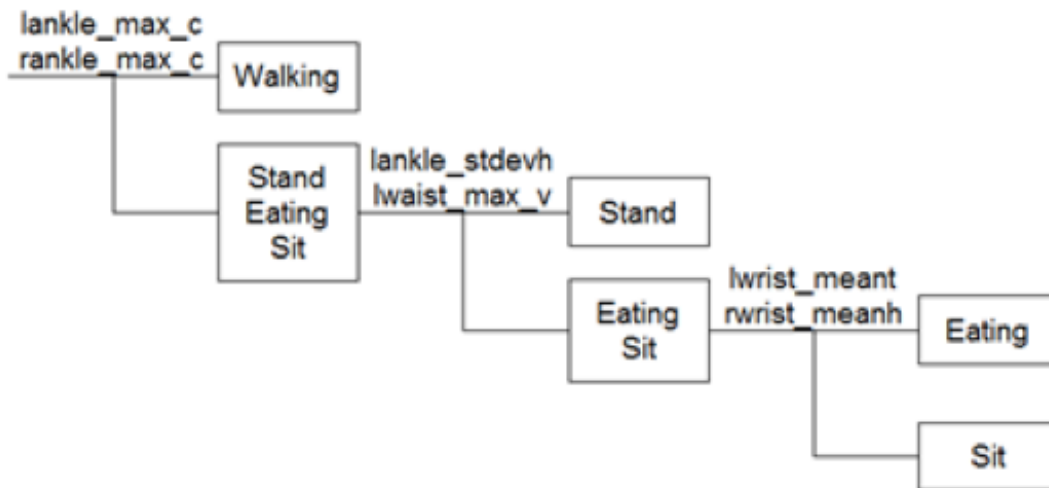 lankle_max_c
rankle_max_c
Walking
Stand
Eating
Sit
lankle_stdevh
lwaist_max_v
Stand
Eating
Sit
lwrist_meant
rwrist_meanh
Eating
Sit